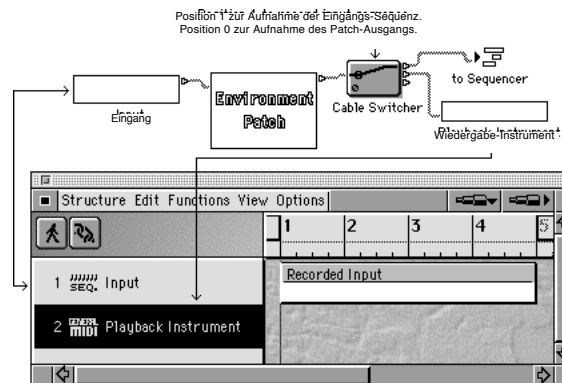 Position 1 zur Aufnahme der Eingangs-Sequenz.
Position 0 zur Aufnahme des Patch-Ausgangs.
to Sequencer
Environment
Patch
Cable Switcher
Eingang
Wiedergabe-Instrument
Structure Edit Functions View Options
1 2 3 4 5
Recorded Input
1 SEQ. Input
2 GENERAL MIDI Playback Instrument